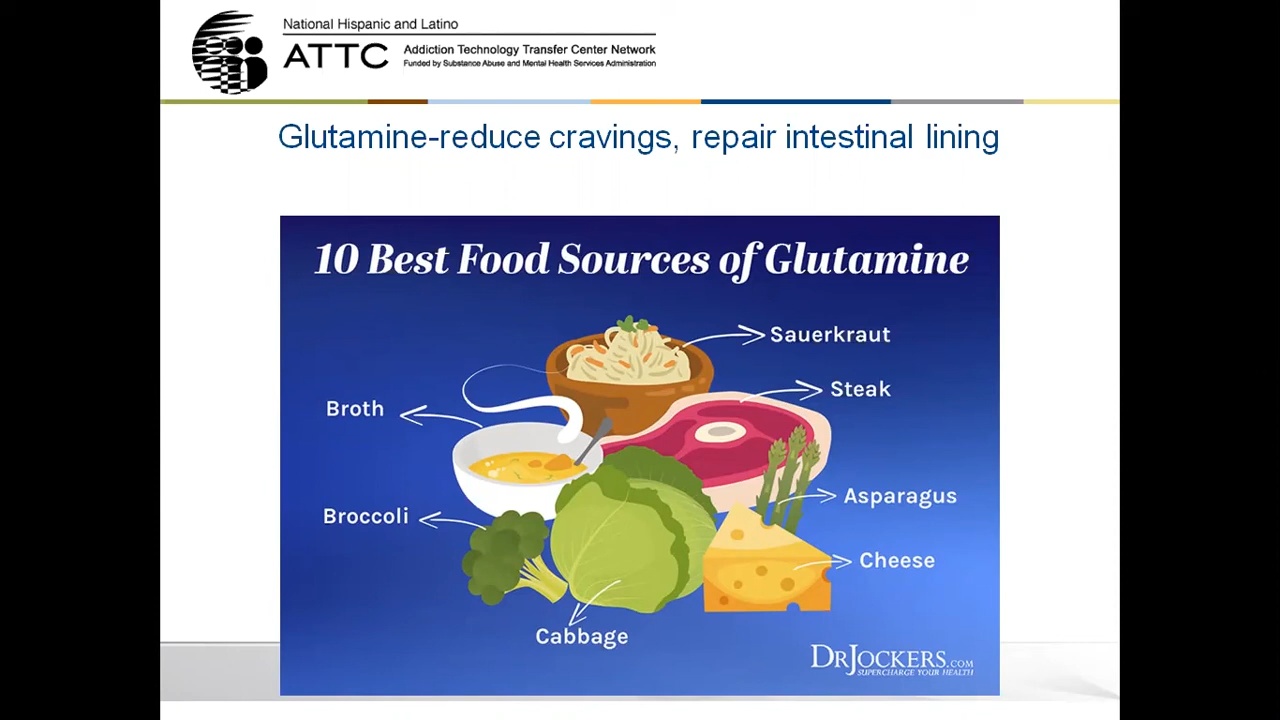 National Hispanic and Latino
ATTC
Addiction Technology Transfer Center Network
Funded by Substance Abuse and Mental Health Services Administration
Glutamine-reduce cravings, repair intestinal lining
10 Best Food Sources of Glutamine
Sauerkraut
Steak
Broth
Asparagus
Broccoli
Cheese
Cabbage
DRJOCKERS.COM
SUPERCHARGE YOUR HEALTH